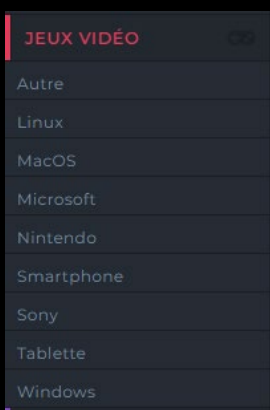 JEUX VIDÉO
Autre
Linux
MacOS
Microsoft
Nintendo
Smartphone
Sony
Tablette
Windows